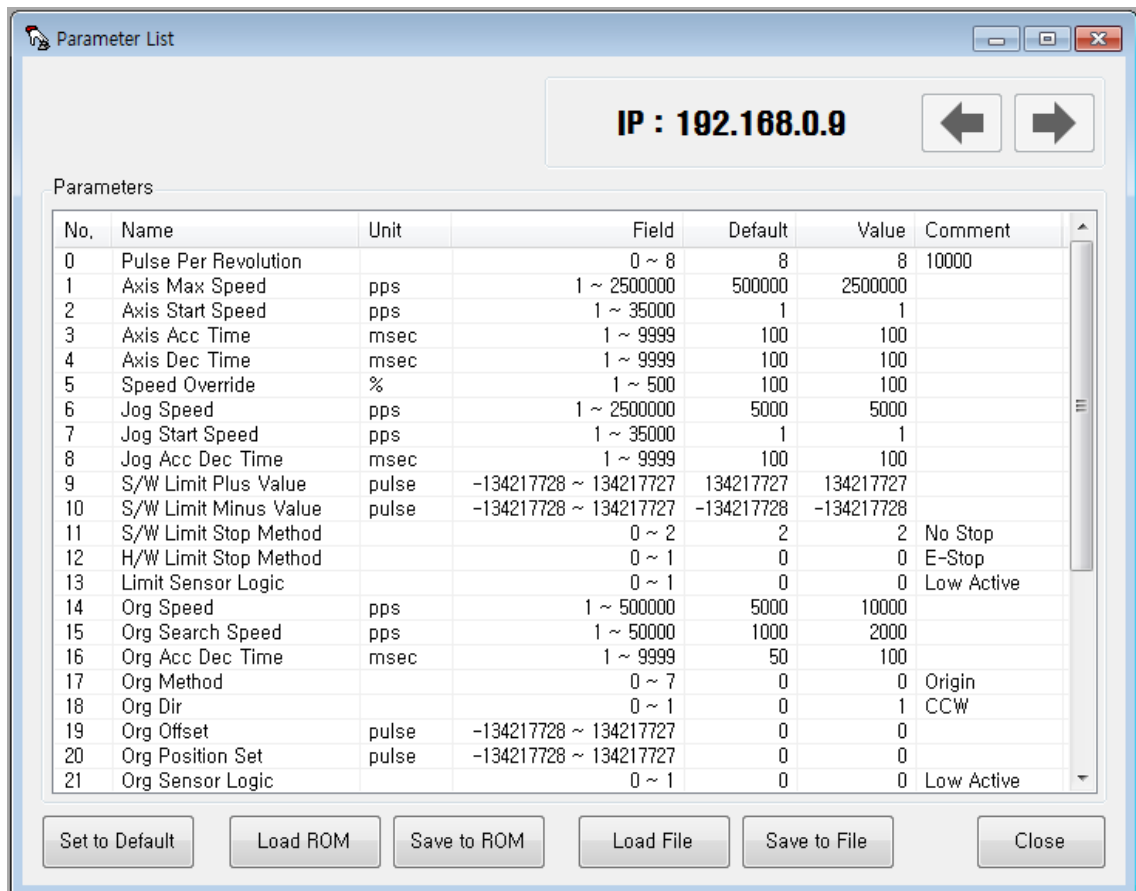 Parameter List
IP : 192.168.0.9
Parameters
No. Name Unit Field Default Value Comment
0 Pulse Per Revolution 0 ~ 8 8 8 10000
1 Axis Max Speed pps 1 ~ 2500000 500000 2500000
2 Axis Start Speed pps 1 ~ 35000 1 1
3 Axis Acc Time msec 1 ~ 9999 100 100
4 Axis Dec Time msec 1 ~ 9999 100 100
5 Speed Override % 1 ~ 500 100 100
6 Jog Speed pps 1 ~ 2500000 5000 5000
7 Jog Start Speed pps 1 ~ 35000 1 1
8 Jog Acc Dec Time msec 1 ~ 9999 100 100
9 S/W Limit Plus Value pulse -134217728 ~ 134217727 134217727 134217727
10 S/W Limit Minus Value pulse -134217728 ~ 134217727 -134217728 -134217728
11 S/W Limit Stop Method 0 ~ 2 2 2 No Stop
12 H/W Limit Stop Method 0 ~ 1 0 0 E-Stop
13 Limit Sensor Logic 0 ~ 1 0 0 Low Active
14 Org Speed pps 1 ~ 500000 5000 10000
15 Org Search Speed pps 1 ~ 50000 1000 2000
16 Org Acc Dec Time msec 1 ~ 9999 50 100
17 Org Method 0 ~ 7 0 0 Origin
18 Org Dir 0 ~ 1 0 1 CCW
19 Org Offset pulse -134217728 ~ 134217727 0 0
20 Org Position Set pulse -134217728 ~ 134217727 0 0
21 Org Sensor Logic 0 ~ 1 0 0 Low Active
Set to Default Load ROM Save to ROM Load File Save to File Close